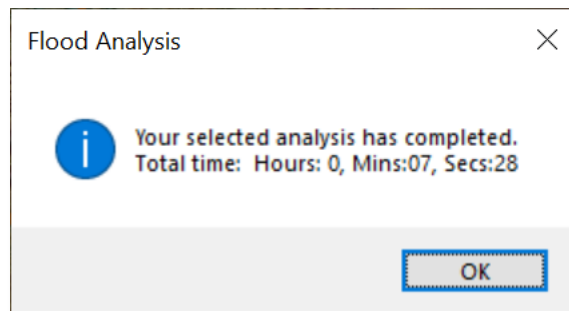 Flood Analysis
Your selected analysis has completed.
Total time:  Hours: 0, Mins:07, Secs:28
OK